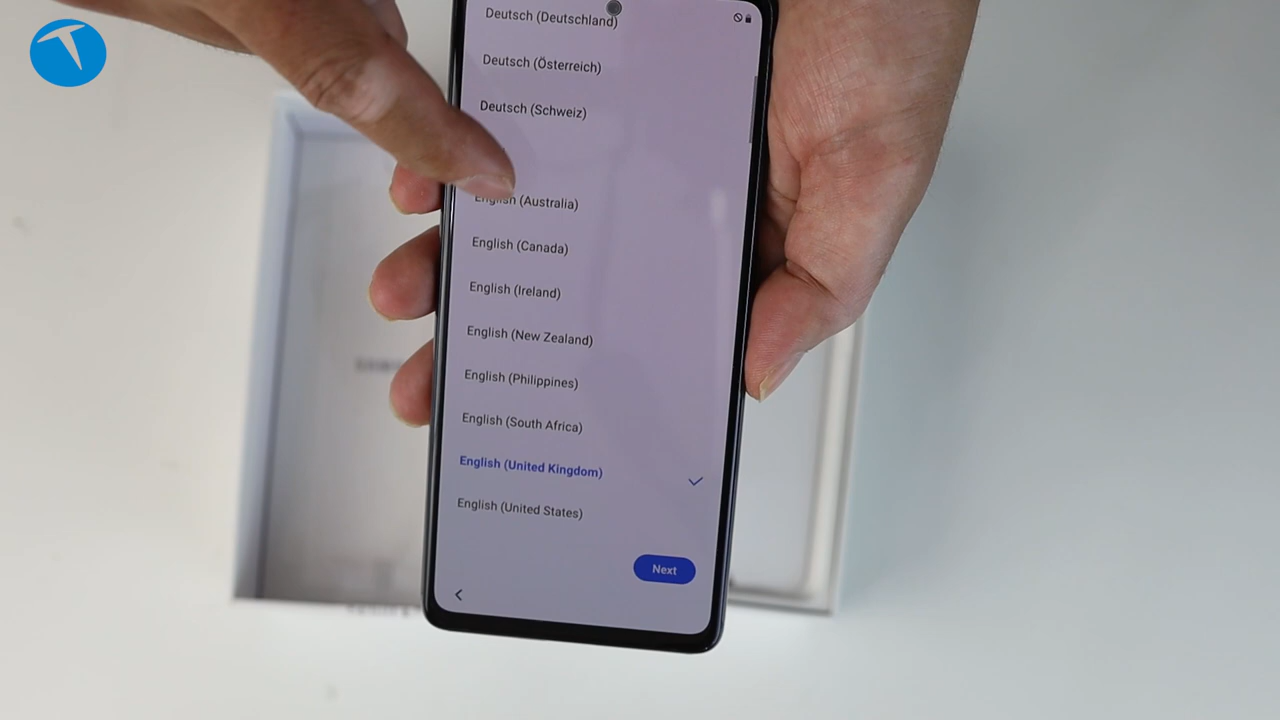 Deutsch (Deutschland)
Deutsch (Österreich)
Deutsch (Schweiz)
English (Australia)
English (Canada)
English (Ireland)
English (New Zealand)
English (Philippines)
English (South Africa)
English (United Kingdom)
English (United States)
Next